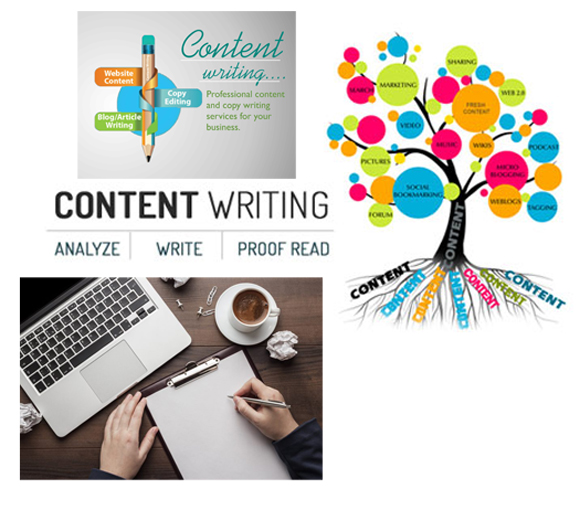 Content
writing....
Website
Content
Copy
Editing
Blog/Article
Writing
Professional content
and copy writing
services for your
business.
CONTENT WRITING
ANALYZE
WRITE
PROOF READ
SHARING
MARKETING
SEARCH
WEB 2.0
FRESH
CONTENT
VIDEO
MUSIC
WIKIS
PODCAST
PICTURES
MICRO
BLOGGING
SOCIAL
BOOKMARKING
WEBLOGS
TAGGING
FORUM
CONTENT
CONTENT
CONTENT
CONTENT
CONTENT
CONTENT
CONTENT
CONTENT